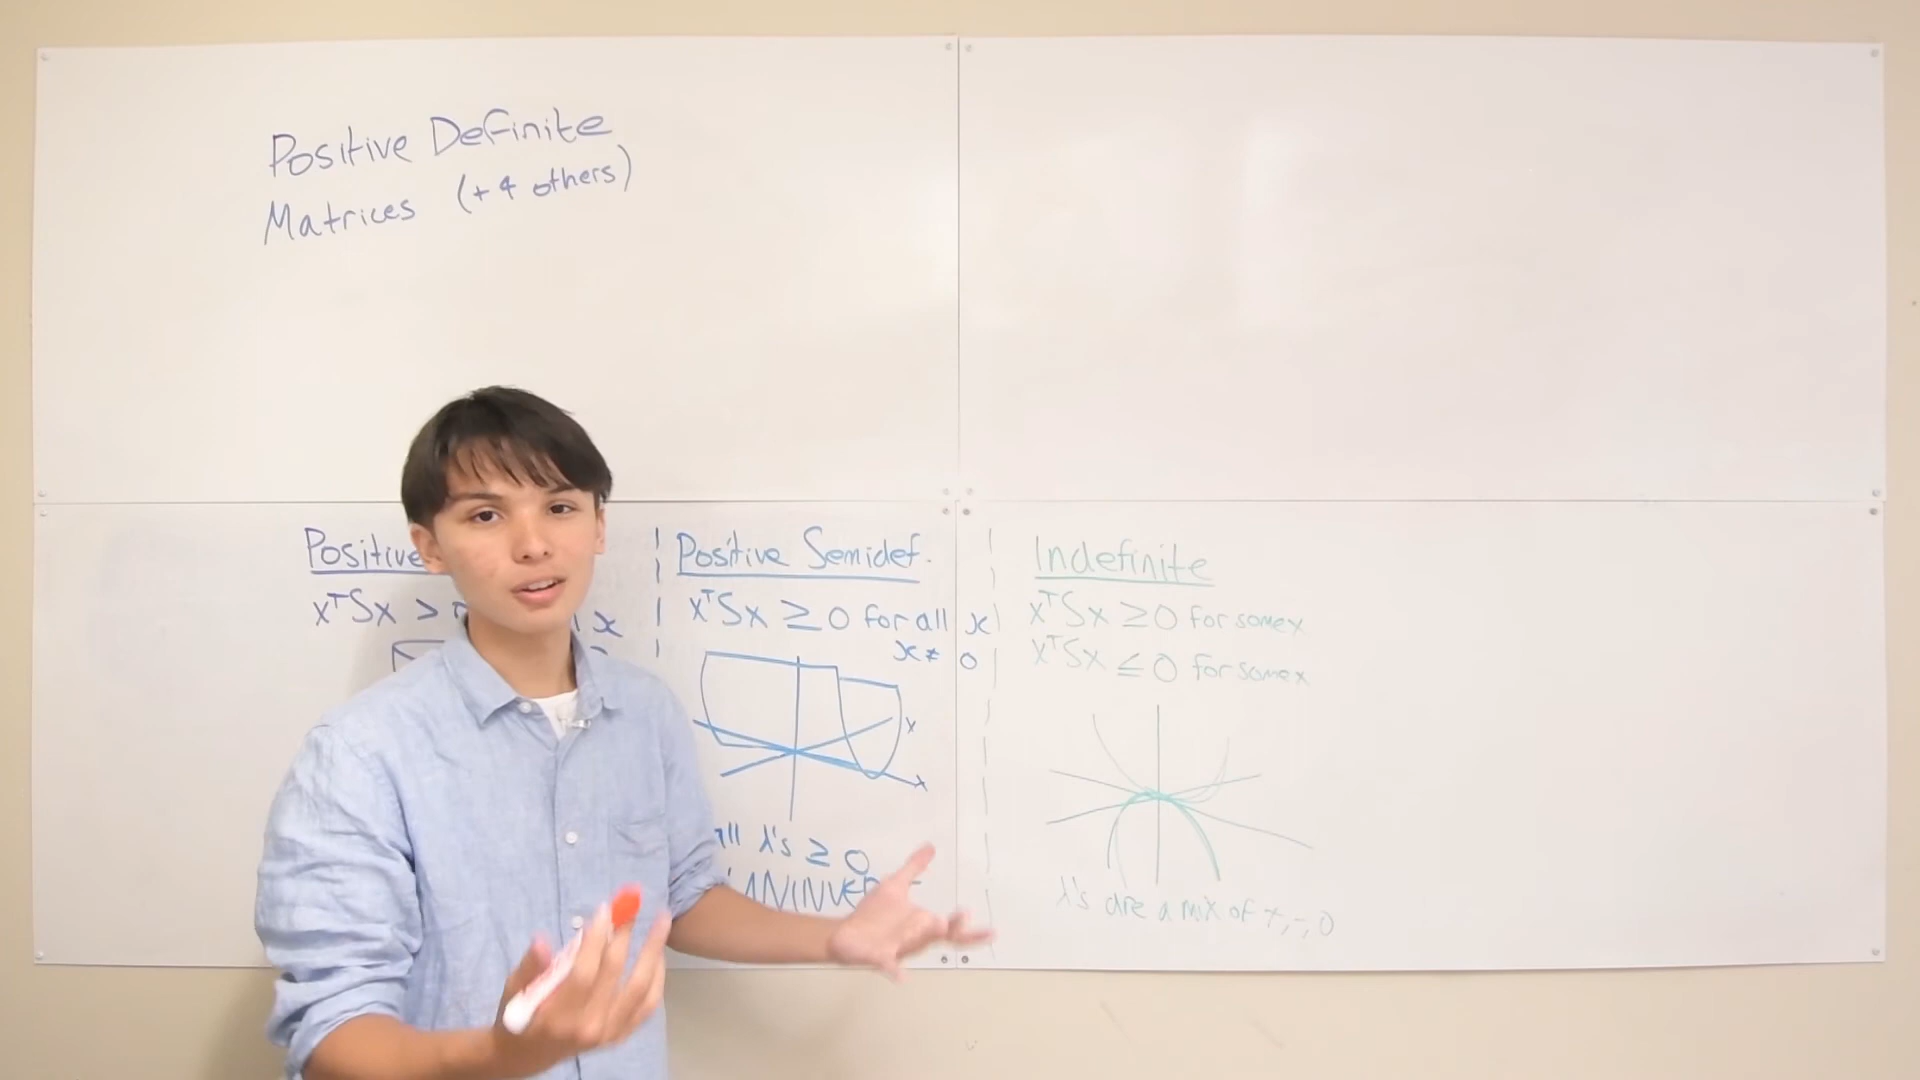 Positive Definite
Matrices (+ 4 others)
Positive
xᵀSx >
x
Positive Semidef.
xᵀSx ≥ 0 for all x
x ≠ 0
x
x
λ's ≥ 0
Indefinite
xᵀSx ≥ 0 for some x
xᵀSx ≤ 0 for some x
λ's are a mix of +, -, 0